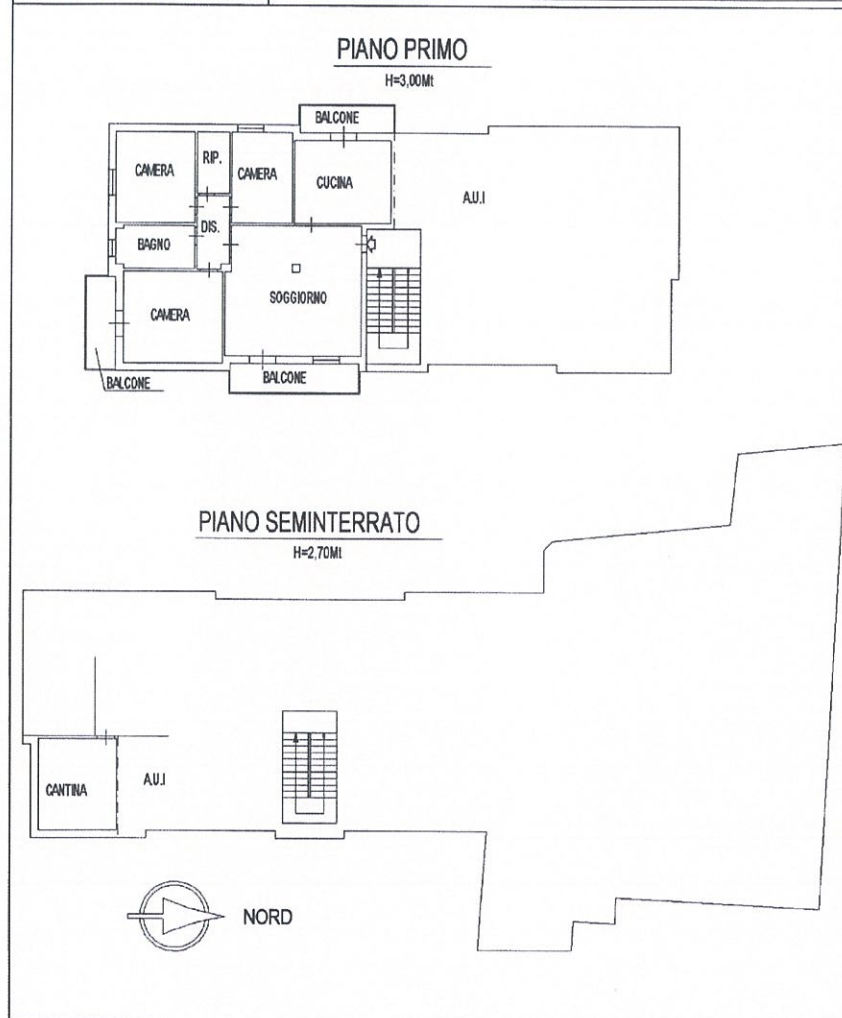 PIANO PRIMO
H=3,00Mt
BALCONE
CAMERA
RIP.
CAMERA
CUCINA
A.U.I
DIS.
BAGNO
SOGGIORNO
CAMERA
BALCONE
BALCONE
PIANO SEMINTERRATO
H=2,70Mt
A.U.I
CANTINA
NORD